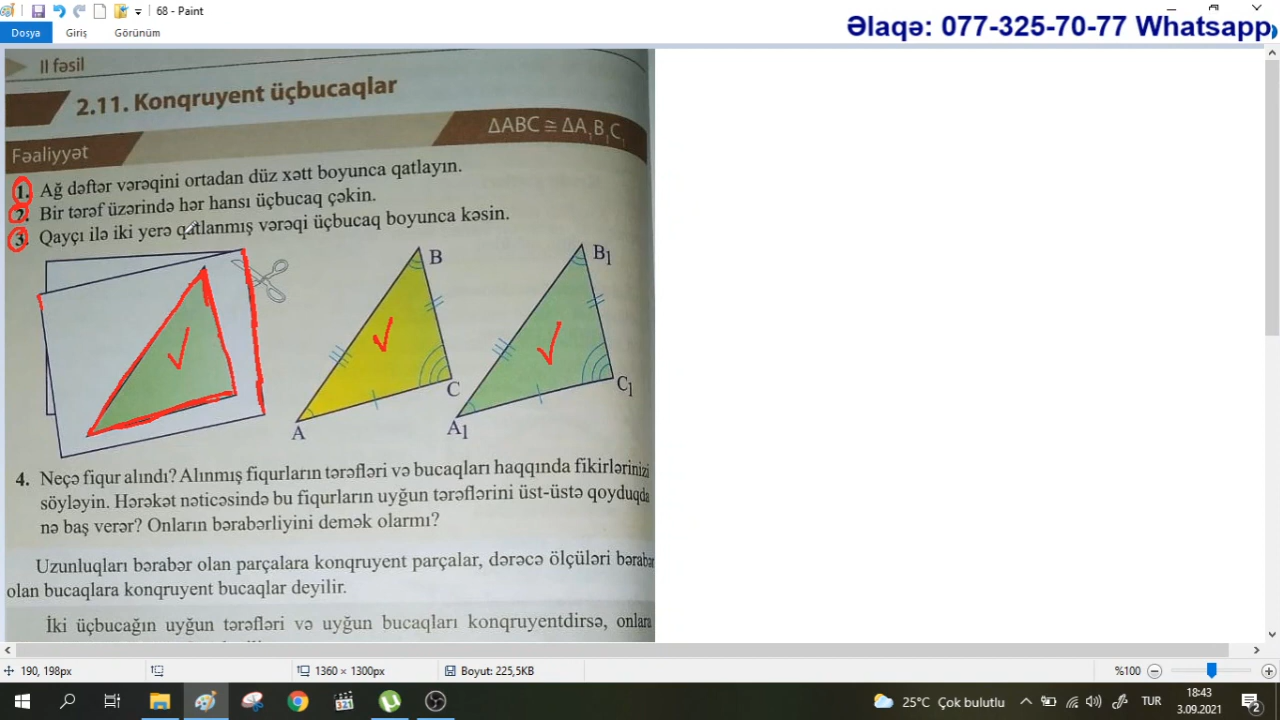 68 - Paint
Əlaqə: 077-325-70-77 Whatsapp
Dosya Giriş Görünüm
II fəsil
2.11. Konqruyent üçbucaqlar
ΔABC ≅ ΔA₁B₁C₁
Fəaliyyət
1. Ağ dəftər vərəqini ortadan düz xətt boyunca qatlayın.
2. Bir tərəf üzərində hər hansı üçbucaq çəkin.
3. Qayçı ilə iki yerə qatlanmış vərəqi üçbucaq boyunca kəsin.
B B₁
C C₁
A A₁
4. Neçə fiqur alındı? Alınmış fiqurların tərəfləri və bucaqları haqqında fikirlərinizi
söyləyin. Hərəkət nəticəsində bu fiqurların uyğun tərəflərini üst-üstə qoyduqda
nə baş verər? Onların bərabərliyini demək olarmı?
Uzunluqları bərabər olan parçalara konqruyent parçalar, dərəcə ölçüləri bərabər
olan bucaqlara konqruyent bucaqlar deyilir.
İki üçbucağın uyğun tərəfləri və uyğun bucaqları konqruyentdirsə, onlara
190, 198px 1360 × 1300px Boyut: 225,5KB %100
25°C Çok bulutlu TUR 18:43
3.09.2021 2